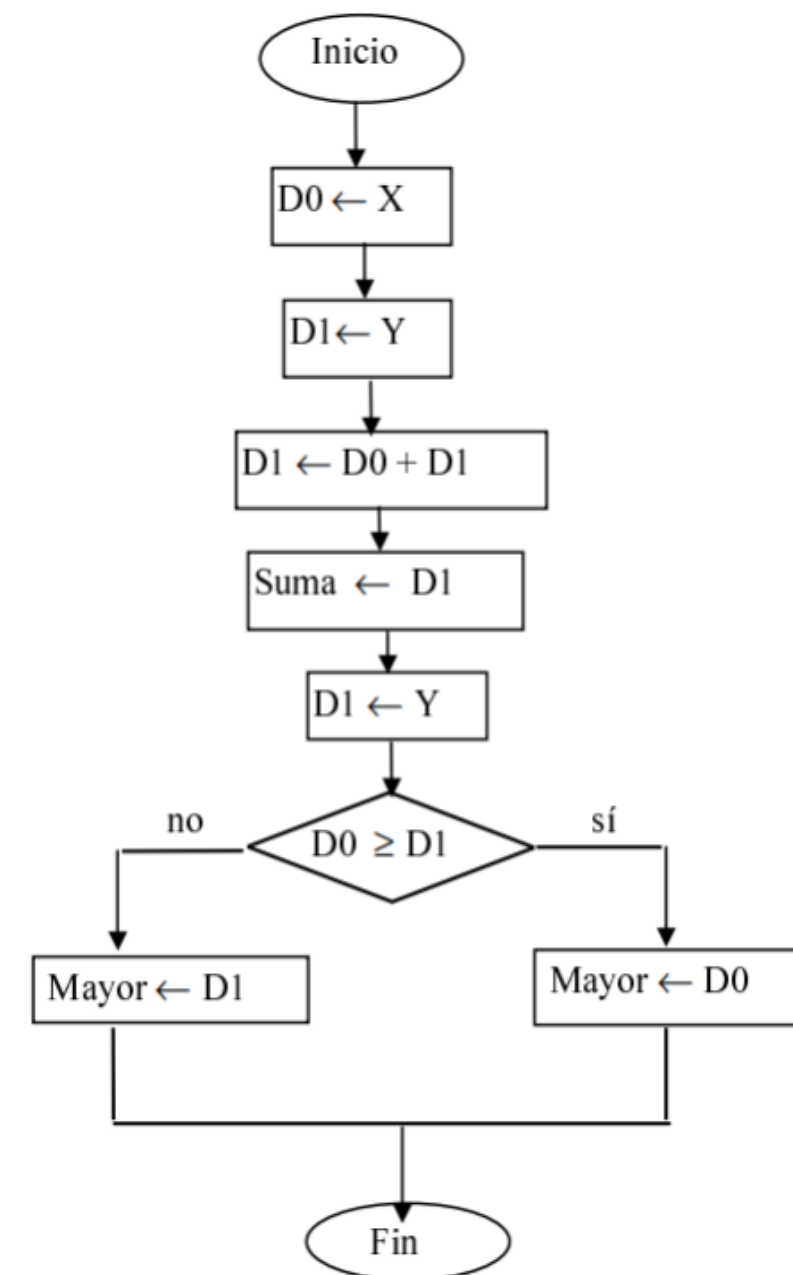 Inicio
D0 ← X
D1← Y
D1 ← D0 + D1
Suma ← D1
D1 ← Y
no
sí
D0 ≥ D1
Mayor ← D1
Mayor ← D0
Fin